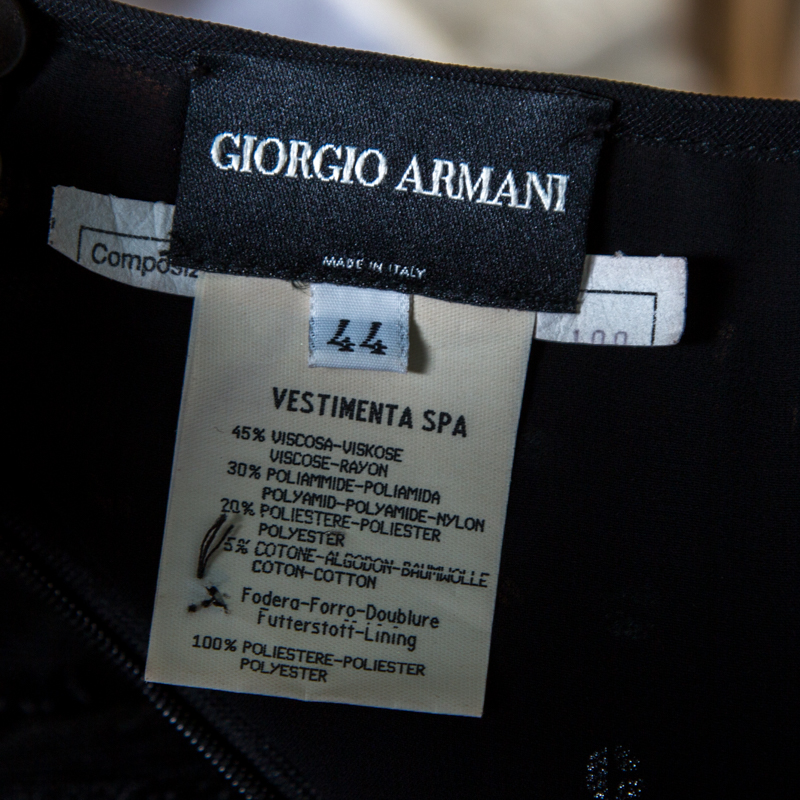 GIORGIO ARMANI
MADE IN ITALY
44
VESTIMENTA SPA
45% VISCOSA-VISKOSE
VISCOSE-RAYON
30% POLIAMMIDE-POLIAMIDA
POLYAMID-POLYAMIDE-NYLON
20% POLIESTERE-POLIESTER
POLYESTER
5% COTONE-ALGODON-BAUMWOLLE
COTON-COTTON
Fodera-Forro-Doublure
Futterstoff-Lining
100% POLIESTERE-POLIESTER
POLYESTER